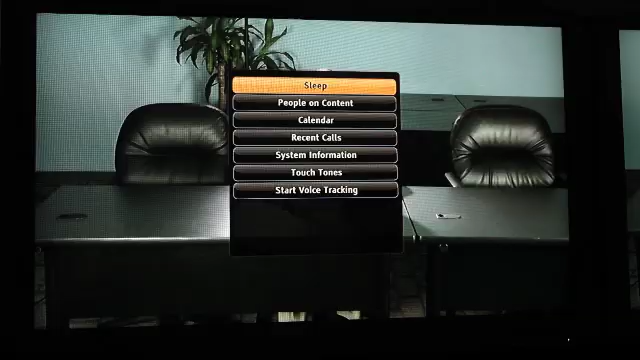 Sleep
People on Content
Calendar
Recent Calls
System Information
Touch Tones
Start Voice Tracking